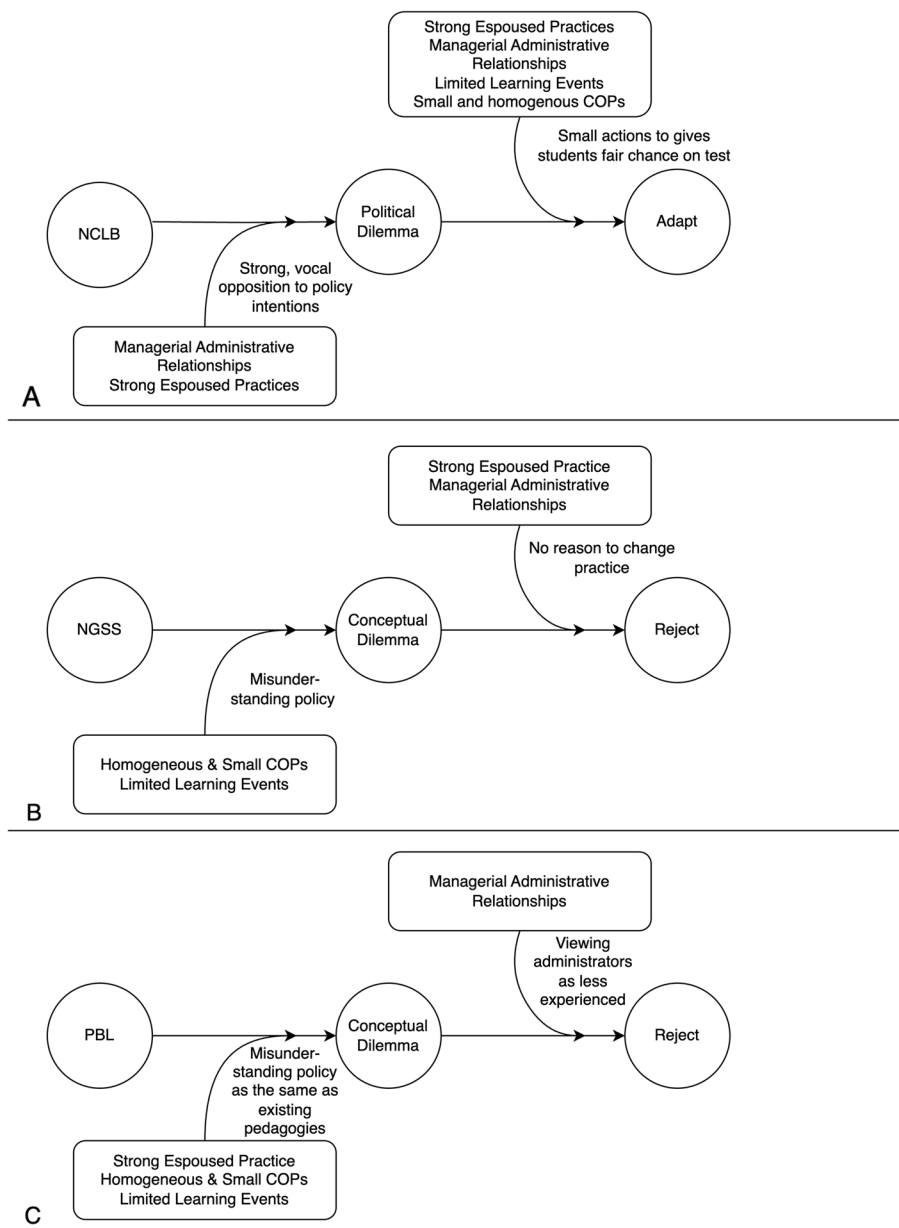 Strong Espoused Practices
Managerial Administrative
Relationships
Limited Learning Events
Small and homogenous COPs
Small actions to gives
students fair chance on test
NCLB
Political
Dilemma
Adapt
Strong, vocal
opposition to policy
intentions
Managerial Administrative
Relationships
Strong Espoused Practices
A
Strong Espoused Practice
Managerial Administrative
Relationships
No reason to change
practice
NGSS
Conceptual
Dilemma
Reject
Misunder-
standing policy
Homogeneous & Small COPs
Limited Learning Events
B
Managerial Administrative
Relationships
Viewing
administrators
as less
experienced
PBL
Conceptual
Dilemma
Reject
Misunder-
standing policy
as the same as
existing
pedagogies
Strong Espoused Practice
Homogeneous & Small COPs
Limited Learning Events
C